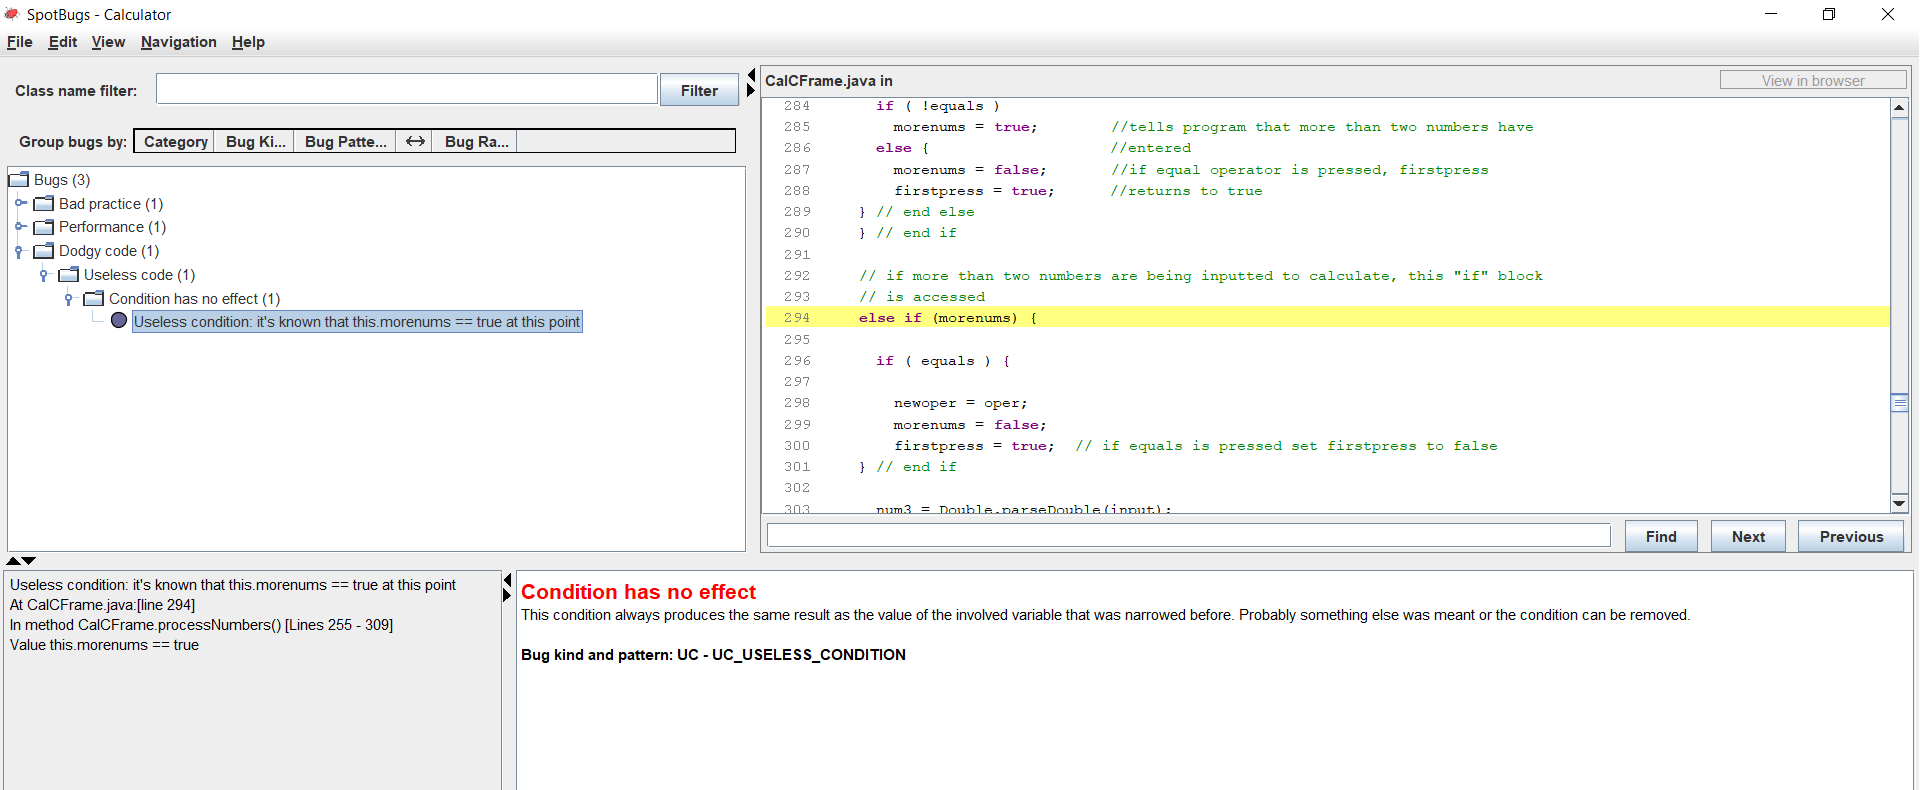 SpotBugs - Calculator
File Edit View Navigation Help
Class name filter:
Filter
Group bugs by: Category Bug Ki... Bug Patte... Bug Ra...
Bugs (3)
Bad practice (1)
Performance (1)
Dodgy code (1)
Useless code (1)
Condition has no effect (1)
Useless condition: it's known that this.morenums == true at this point
CalCFrame.java in
View in browser
284 if ( !equals )
285 morenums = true; //tells program that more than two numbers have
286 else { //entered
287 morenums = false; //if equal operator is pressed, firstpress
288 firstpress = true; //returns to true
289 } // end else
290 } // end if
291
292 // if more than two numbers are being inputted to calculate, this "if" block
293 // is accessed
294 else if (morenums) {
295
296 if ( equals ) {
297
298 newoper = oper;
299 morenums = false;
300 firstpress = true; // if equals is pressed set firstpress to false
301 } // end if
302
303 num3 = Double.parseDouble(input);
Find Next Previous
Useless condition: it's known that this.morenums == true at this point
At CalCFrame.java:[line 294]
In method CalCFrame.processNumbers() [Lines 255 - 309]
Value this.morenums == true
Condition has no effect
This condition always produces the same result as the value of the involved variable that was narrowed before. Probably something else was meant or the condition can be removed.
Bug kind and pattern: UC - UC_USELESS_CONDITION